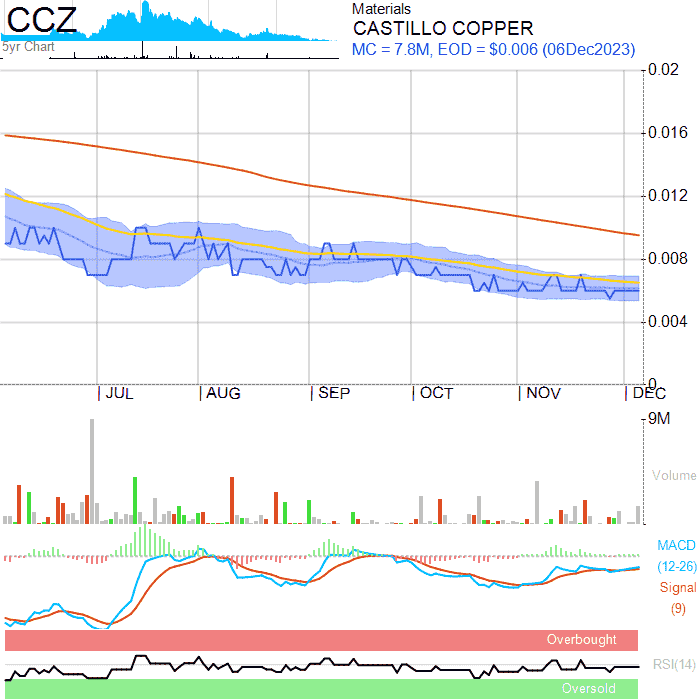 CCZ
5yr Chart
Materials
CASTILLO COPPER
MC = 7.8M, EOD = $0.006 (06Dec2023)
0.02
0.016
0.012
0.008
0.004
0
JUL AUG SEP OCT NOV DEC
9M
Volume
MACD
(12-26)
Signal
(9)
Overbought
RSI(14)
Oversold